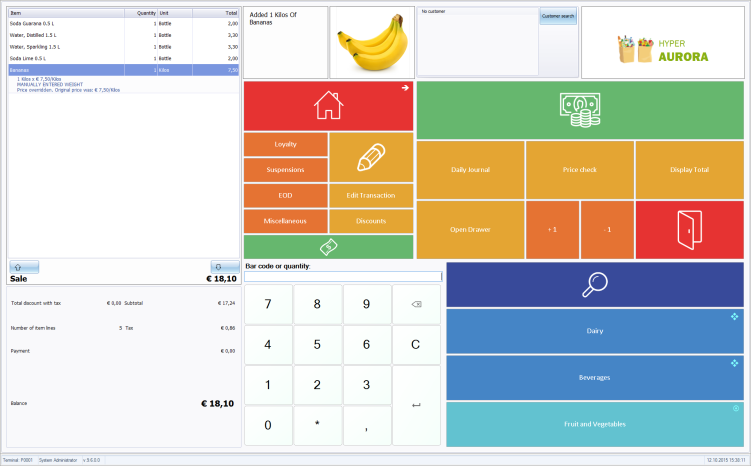 Item Quantity Unit Total
Soda Guarana 0.5 L 1 Bottle 2,00
Water, Distilled 1.5 L 1 Bottle 3,30
Water, Sparkling 1.5 L 1 Bottle 3,30
Soda Lime 0.5 L 1 Bottle 2,00
Bananas 1 Kilos 7,50
1 Kilos x € 7,50/Kilos
MANUALLY ENTERED WEIGHT
Price overridden. Original price was: € 7,50/Kilos
Sale € 18,10
Total discount with tax € 0,00 Subtotal € 17,24
Number of item lines 5 Tax € 0,86
Payment € 0,00
Balance € 18,10
Added 1 Kilos Of
Bananas
No customer
Customer search
HYPER
AURORA
Loyalty
Suspensions
EOD Edit Transaction
Miscellaneous Discounts
Daily Journal Price check Display Total
Open Drawer + 1 - 1
Bar code or quantity:
7 8 9
4 5 6 C
1 2 3
0 * ,
Dairy
Beverages
Fruit and Vegetables
Terminal P0001 System Administrator v.9.6.0.0 12.10.2015 15:38:11